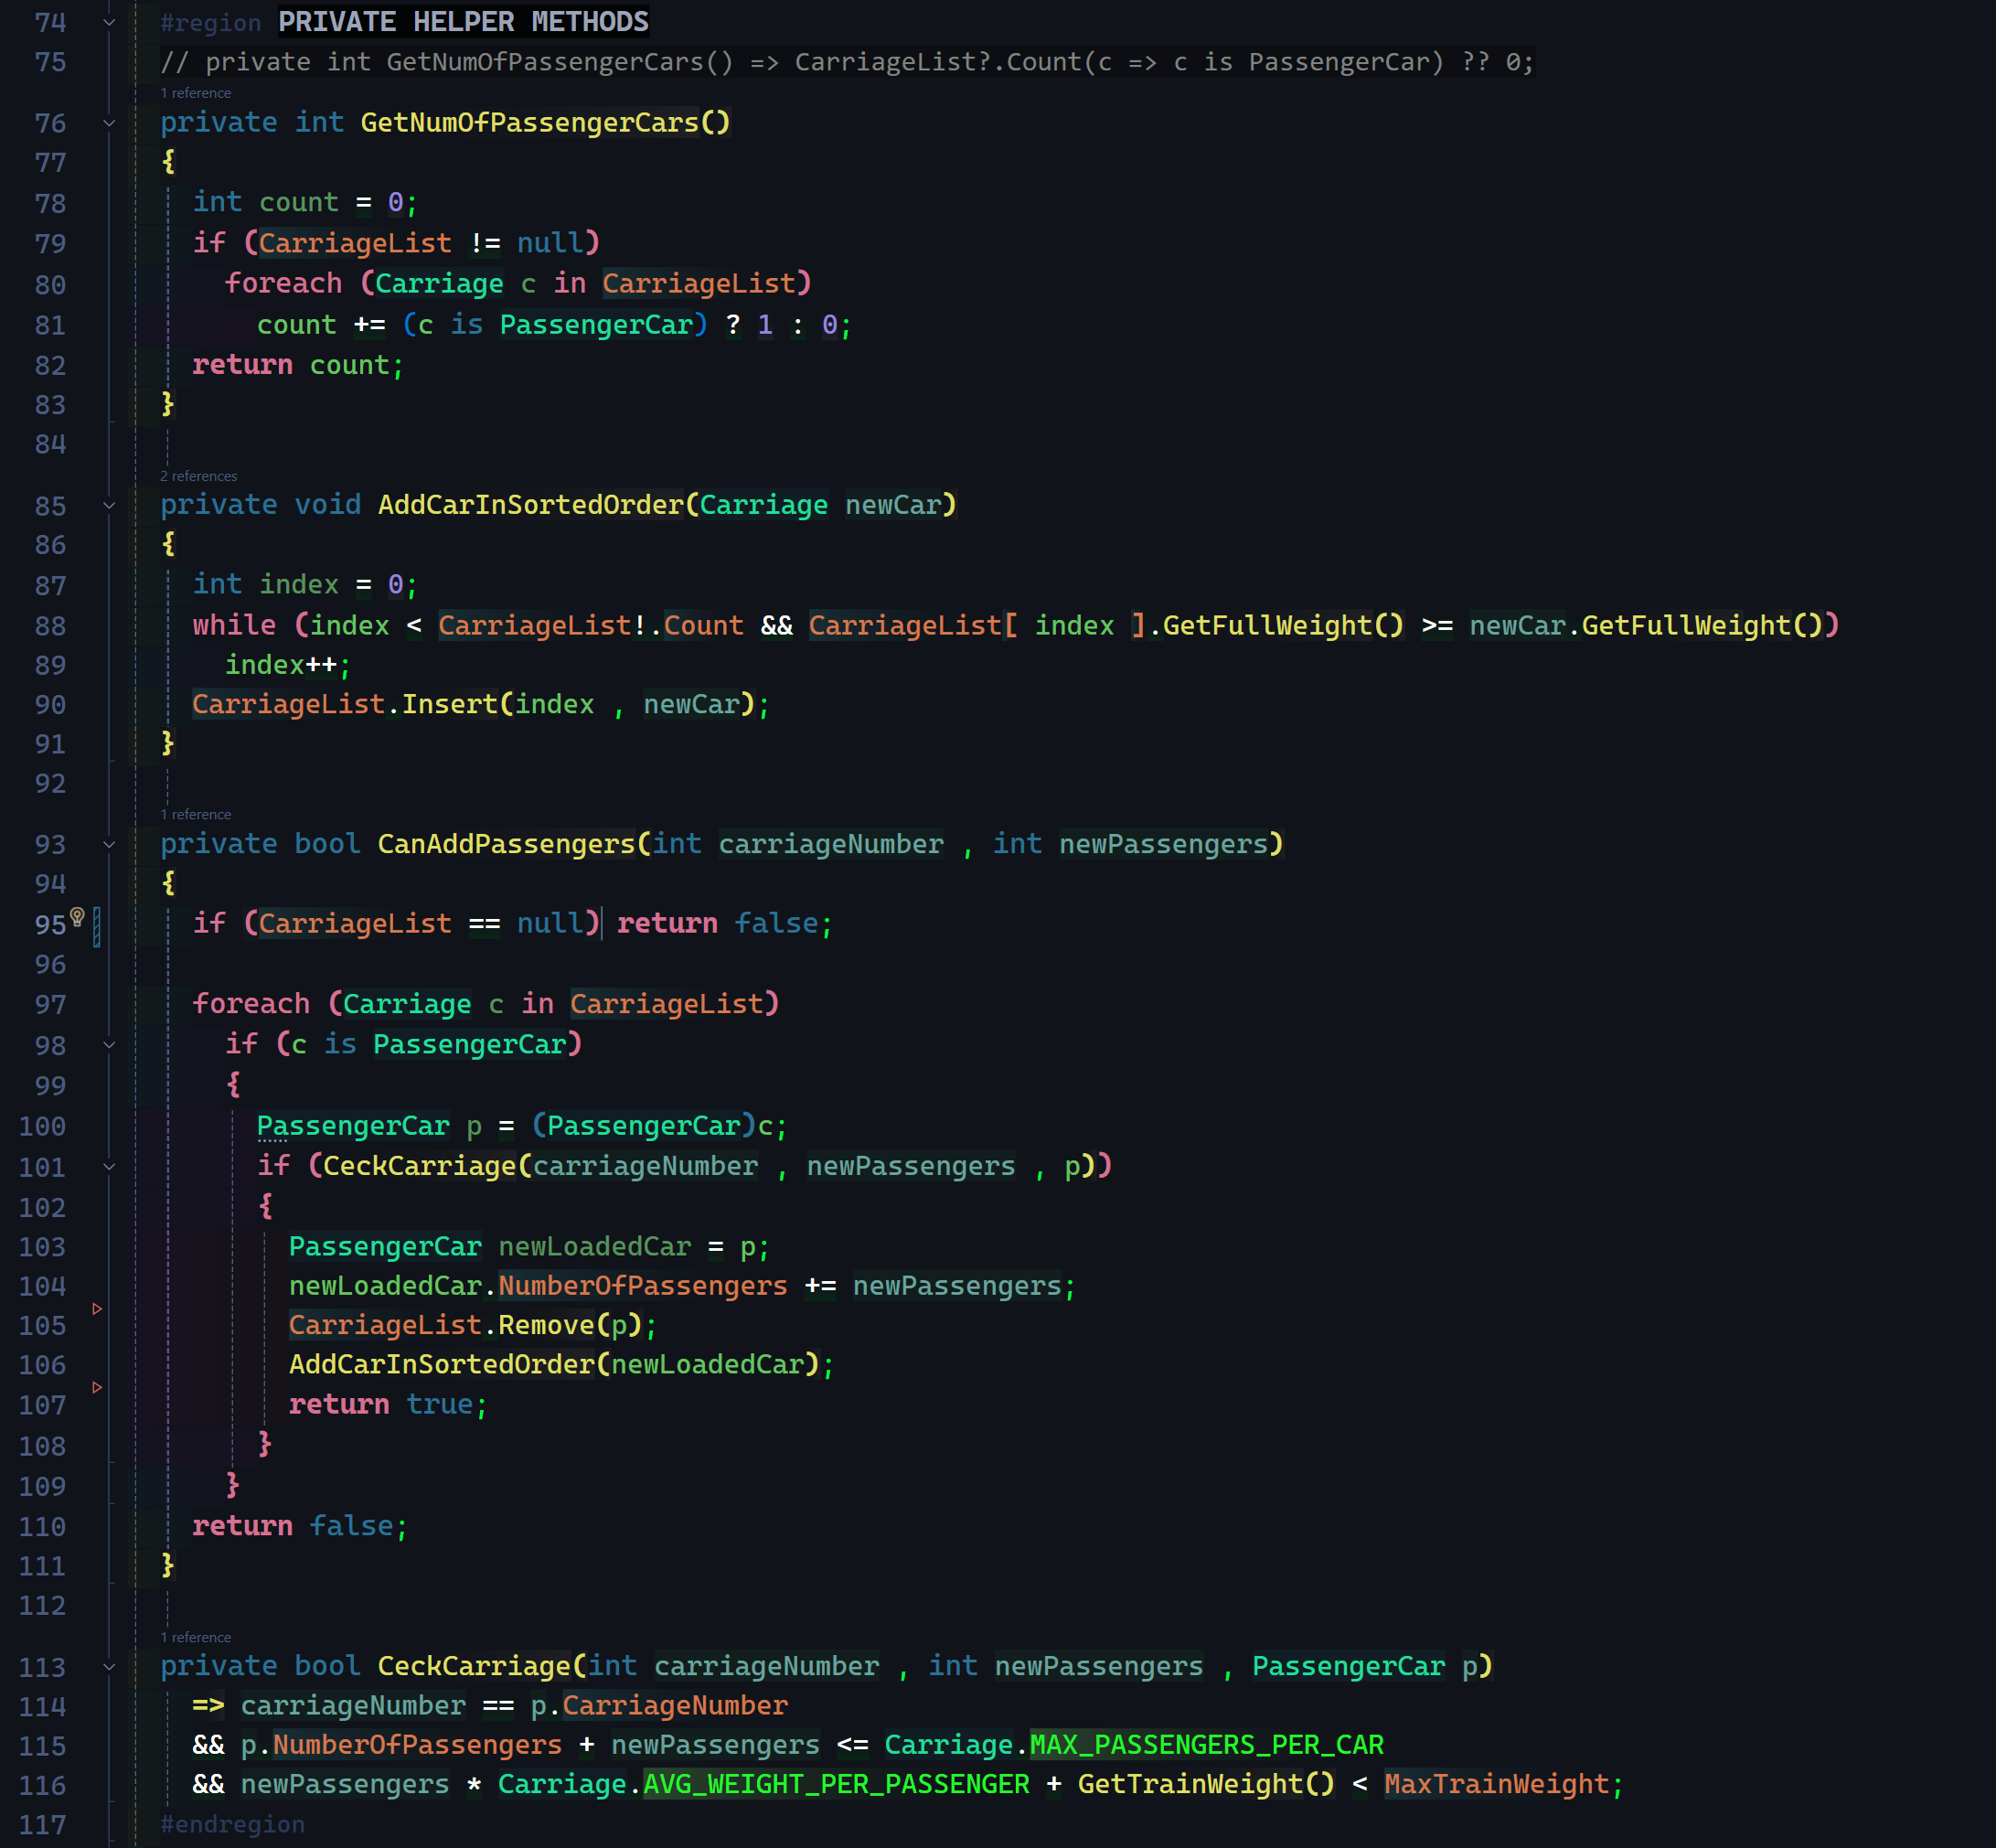 74 #region PRIVATE HELPER METHODS
75 // private int GetNumOfPassengerCars() => CarriageList?.Count(c => c is PassengerCar) ?? 0;
1 reference
76 private int GetNumOfPassengerCars()
77 {
78 int count = 0;
79 if (CarriageList != null)
80 foreach (Carriage c in CarriageList)
81 count += (c is PassengerCar) ? 1 : 0;
82 return count;
83 }
84
2 references
85 private void AddCarInSortedOrder(Carriage newCar)
86 {
87 int index = 0;
88 while (index < CarriageList!.Count && CarriageList[ index ].GetFullWeight() >= newCar.GetFullWeight())
89 index++;
90 CarriageList.Insert(index , newCar);
91 }
92
1 reference
93 private bool CanAddPassengers(int carriageNumber , int newPassengers)
94 {
95 if (CarriageList == null) return false;
96
97 foreach (Carriage c in CarriageList)
98 if (c is PassengerCar)
99 {
100 PassengerCar p = (PassengerCar)c;
101 if (CeckCarriage(carriageNumber , newPassengers , p))
102 {
103 PassengerCar newLoadedCar = p;
104 newLoadedCar.NumberOfPassengers += newPassengers;
105 CarriageList.Remove(p);
106 AddCarInSortedOrder(newLoadedCar);
107 return true;
108 }
109 }
110 return false;
111 }
112
1 reference
113 private bool CeckCarriage(int carriageNumber , int newPassengers , PassengerCar p)
114 => carriageNumber == p.CarriageNumber
115 && p.NumberOfPassengers + newPassengers <= Carriage.MAX_PASSENGERS_PER_CAR
116 && newPassengers * Carriage.AVG_WEIGHT_PER_PASSENGER + GetTrainWeight() < MaxTrainWeight;
117 #endregion